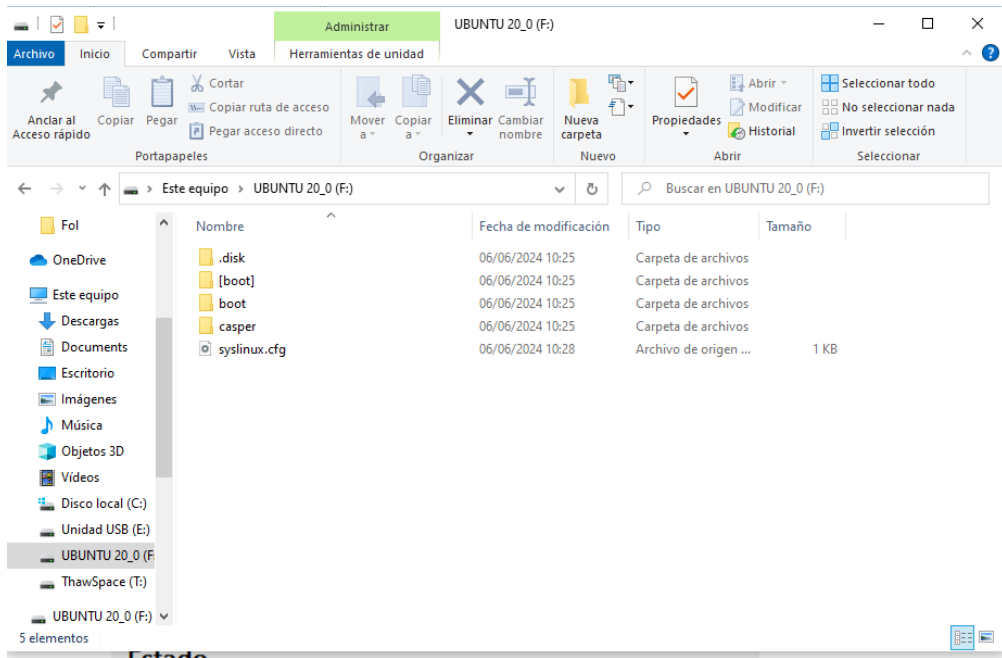 Administrar UBUNTU 20_0 (F:)
Archivo Inicio Compartir Vista Herramientas de unidad
Anclar al Acceso rápido
Copiar
Pegar
Cortar
Copiar ruta de acceso
Pegar acceso directo
Portapapeles
Mover a
Copiar a
Eliminar
Cambiar nombre
Organizar
Nueva carpeta
Nuevo
Propiedades
Abrir
Modificar
Historial
Abrir
Seleccionar todo
No seleccionar nada
Invertir selección
Seleccionar
Este equipo UBUNTU 20_0 (F:)
Buscar en UBUNTU 20_0 (F:)
Fol
OneDrive
Este equipo
Descargas
Documents
Escritorio
Imágenes
Música
Objetos 3D
Vídeos
Disco local (C:)
Unidad USB (E:)
UBUNTU 20_0 (F:
ThawSpace (T:)
UBUNTU 20_0 (F:)
Nombre Fecha de modificación Tipo Tamaño
.disk 06/06/2024 10:25 Carpeta de archivos
[boot] 06/06/2024 10:25 Carpeta de archivos
boot 06/06/2024 10:25 Carpeta de archivos
casper 06/06/2024 10:25 Carpeta de archivos
syslinux.cfg 06/06/2024 10:28 Archivo de origen ... 1 KB
5 elementos
Estado